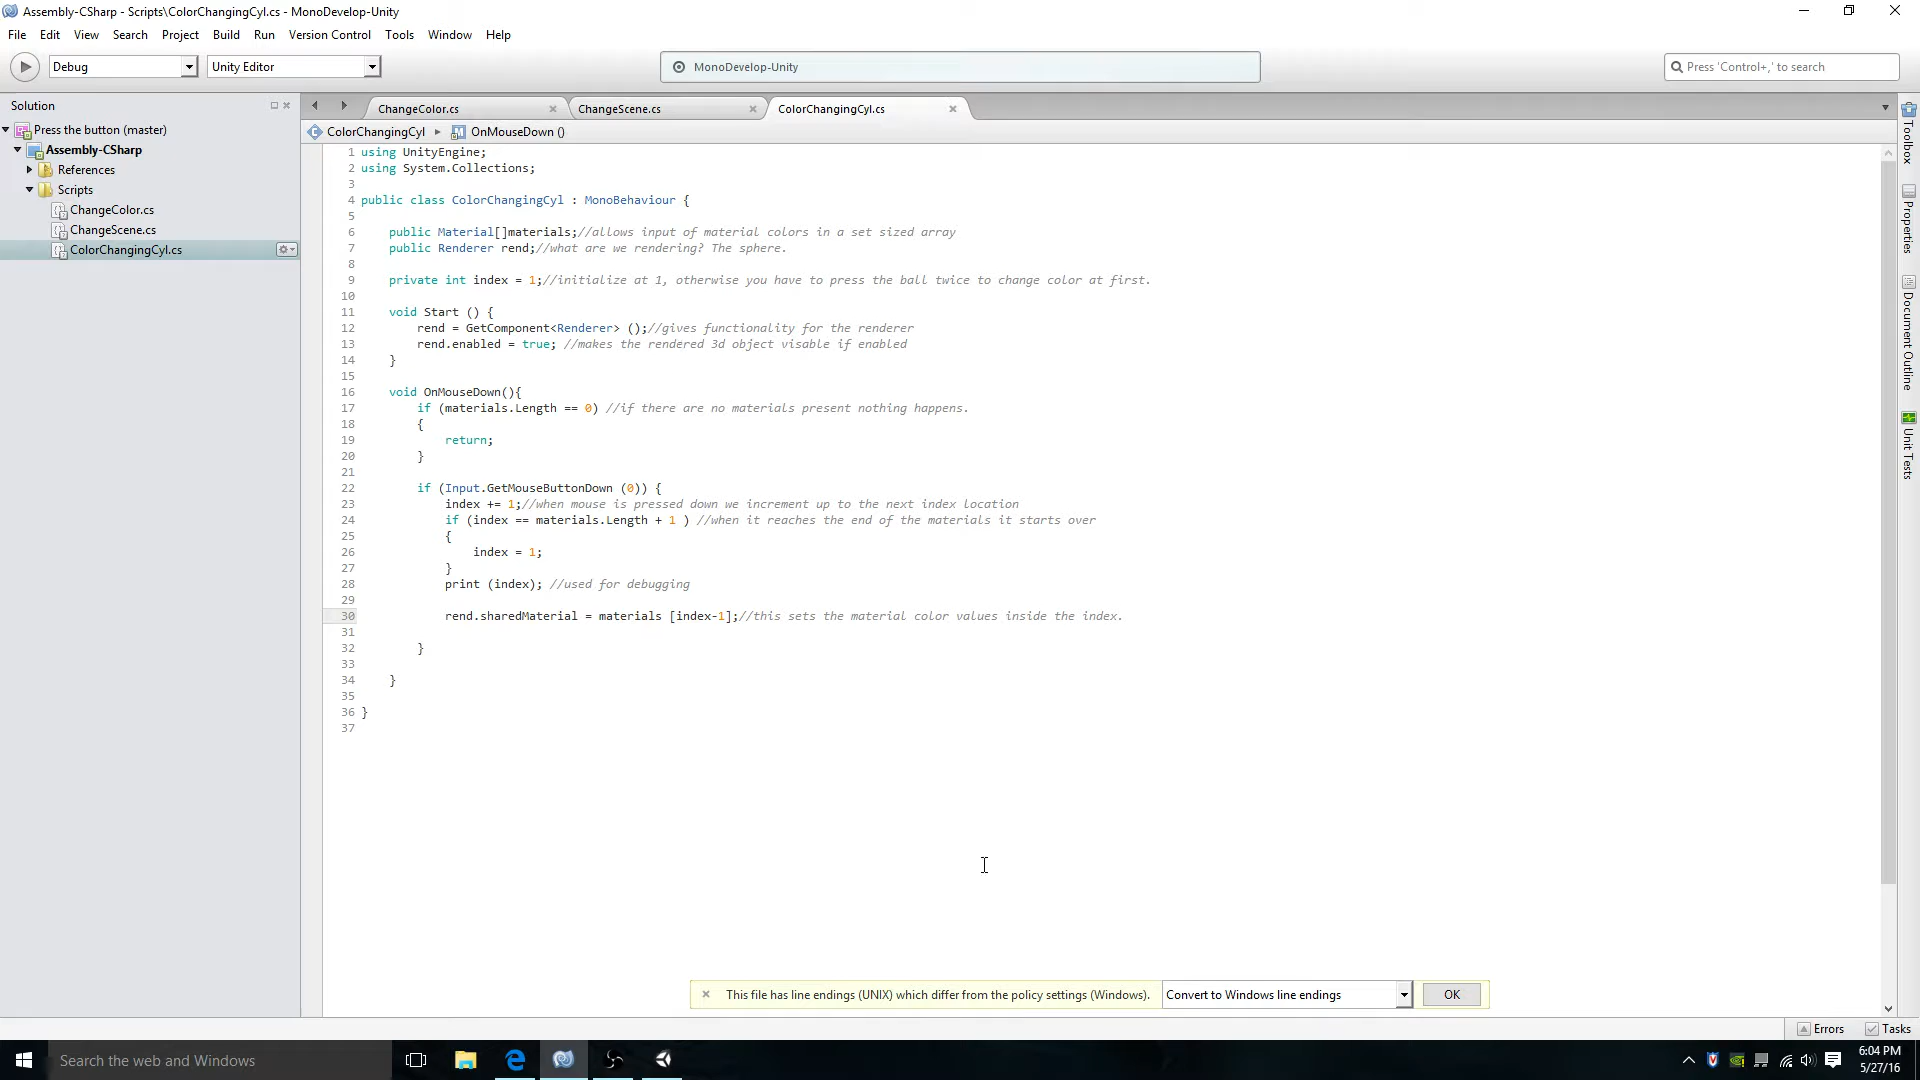 Assembly-CSharp - Scripts\ColorChangingCyl.cs - MonoDevelop-Unity
File Edit View Search Project Build Run Version Control Tools Window Help
Debug Unity Editor MonoDevelop-Unity Press 'Control+,' to search
Solution
Press the button (master)
Assembly-CSharp
References
Scripts
ChangeColor.cs
ChangeScene.cs
ColorChangingCyl.cs
ChangeColor.cs ChangeScene.cs ColorChangingCyl.cs
ColorChangingCyl OnMouseDown ()
1 using UnityEngine;
2 using System.Collections;
3
4 public class ColorChangingCyl : MonoBehaviour {
5
6 public Material[]materials;//allows input of material colors in a set sized array
7 public Renderer rend;//what are we rendering? The sphere.
8
9 private int index = 1;//initialize at 1, otherwise you have to press the ball twice to change color at first.
10
11 void Start () {
12 rend = GetComponent<Renderer> ();//gives functionality for the renderer
13 rend.enabled = true; //makes the rendered 3d object visable if enabled
14 }
15
16 void OnMouseDown(){
17 if (materials.Length == 0) //if there are no materials present nothing happens.
18 {
19 return;
20 }
21
22 if (Input.GetMouseButtonDown (0)) {
23 index += 1;//when mouse is pressed down we increment up to the next index location
24 if (index == materials.Length + 1 ) //when it reaches the end of the materials it starts over
25 {
26 index = 1;
27 }
28 print (index); //used for debugging
29
30 rend.sharedMaterial = materials [index-1];//this sets the material color values inside the index.
31
32 }
33
34 }
35
36 }
37
Toolbox
Properties
Document Outline
Unit Tests
This file has line endings (UNIX) which differ from the policy settings (Windows). Convert to Windows line endings OK
Errors Tasks
Search the web and Windows
6:04 PM
5/27/16